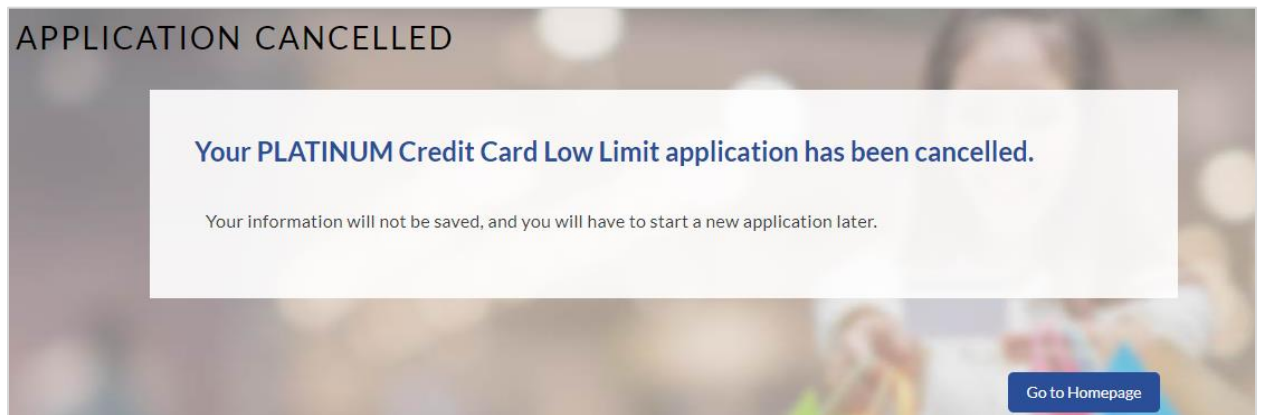 APPLICATION CANCELLED
Your PLATINUM Credit Card Low Limit application has been cancelled.
Your information will not be saved, and you will have to start a new application later.
Go to Homepage